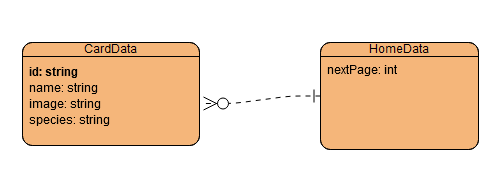 CardData
id: string
name: string
image: string
species: string
HomeData
nextPage: int